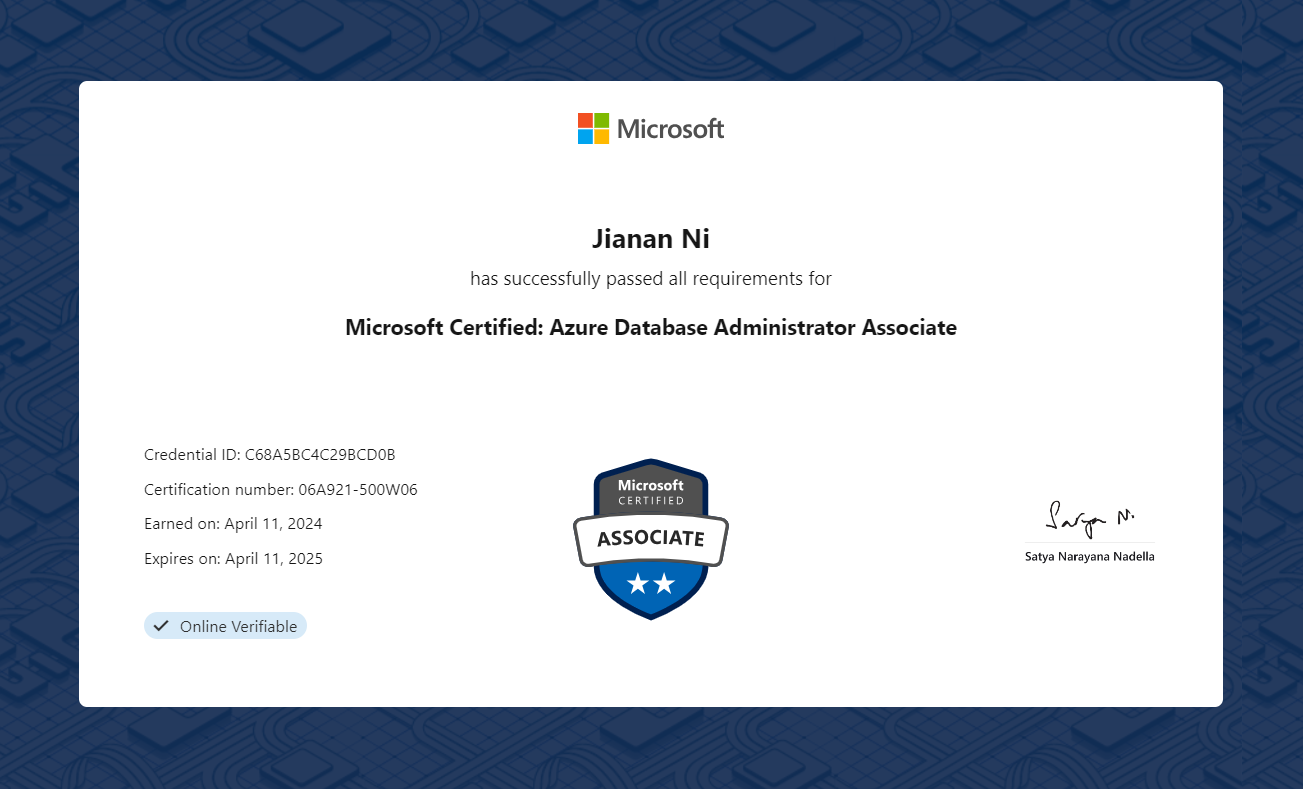 Microsoft
Jianan Ni
has successfully passed all requirements for
Microsoft Certified: Azure Database Administrator Associate
Credential ID: C68A5BC4C29BCD0B
Certification number: 06A921-500W06
Earned on: April 11, 2024
Expires on: April 11, 2025
Online Verifiable
Microsoft
CERTIFIED
ASSOCIATE
Satya N.
Satya Narayana Nadella